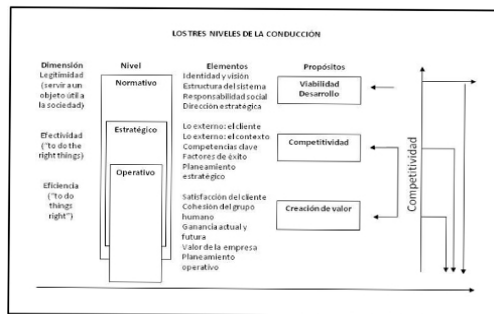 LOS TRES NIVELES DE LA CONDUCCIÓN
Dimensión
Nivel
Elementos
Propósitos
Legitimidad
(servir a un
objeto útil a
la sociedad)
Normativo
Identidad y visión
Estructura del sistema
Responsabilidad social
Dirección estratégica
Viabilidad
Desarrollo
Efectividad
("to do the
right things)
Estratégico
Lo externo: el cliente
Lo externo: el contexto
Competencias clave
Factores de éxito
Planeamiento
estratégico
Competitividad
Eficiencia
("to do
things
right")
Operativo
Satisfacción del cliente
Cohesión del grupo
humano
Ganancia actual y
futura
Valor de la empresa
Planeamiento
operativo
Creación de valor
Competitividad